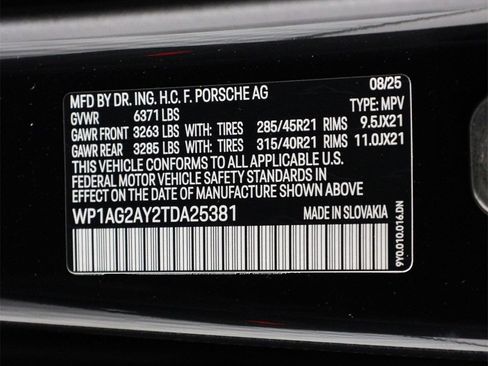 MFD BY DR. ING. H.C. F. PORSCHE AG 08/25
GVWR 6371 LBS TYPE: MPV
GAWR FRONT 3263 LBS WITH: TIRES 285/45R21 RIMS 9.5JX21
GAWR REAR 3285 LBS WITH: TIRES 315/40R21 RIMS 11.0JX21
THIS VEHICLE CONFORMS TO ALL APPLICABLE U.S.
FEDERAL MOTOR VEHICLE SAFETY STANDARDS IN
EFFECT ON THE DATE OF MANUFACTURE SHOWN ABOVE.
WP1AG2AY2TDA25381 MADE IN SLOVAKIA
9Y0.010.016.DN